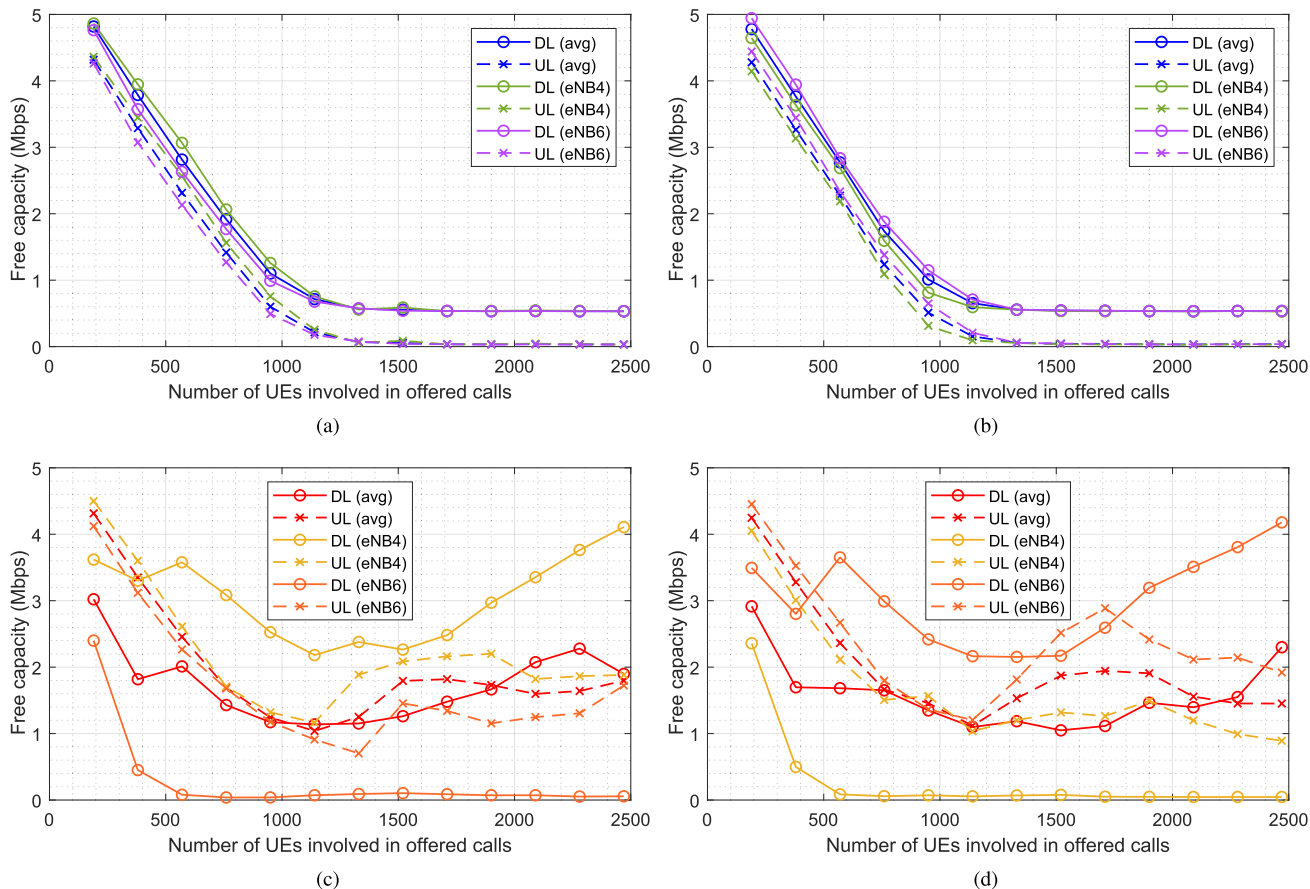 Free capacity (Mbps)
5
4
3
2
1
0
DL (avg)
UL (avg)
DL (eNB4)
UL (eNB4)
DL (eNB6)
UL (eNB6)
0 500 1000 1500 2000 2500
Number of UEs involved in offered calls
(a)
Free capacity (Mbps)
5
4
3
2
1
0
DL (avg)
UL (avg)
DL (eNB4)
UL (eNB4)
DL (eNB6)
UL (eNB6)
0 500 1000 1500 2000 2500
Number of UEs involved in offered calls
(b)
Free capacity (Mbps)
5
4
3
2
1
0
DL (avg)
UL (avg)
DL (eNB4)
UL (eNB4)
DL (eNB6)
UL (eNB6)
0 500 1000 1500 2000 2500
Number of UEs involved in offered calls
(c)
Free capacity (Mbps)
5
4
3
2
1
0
DL (avg)
UL (avg)
DL (eNB4)
UL (eNB4)
DL (eNB6)
UL (eNB6)
0 500 1000 1500 2000 2500
Number of UEs involved in offered calls
(d)